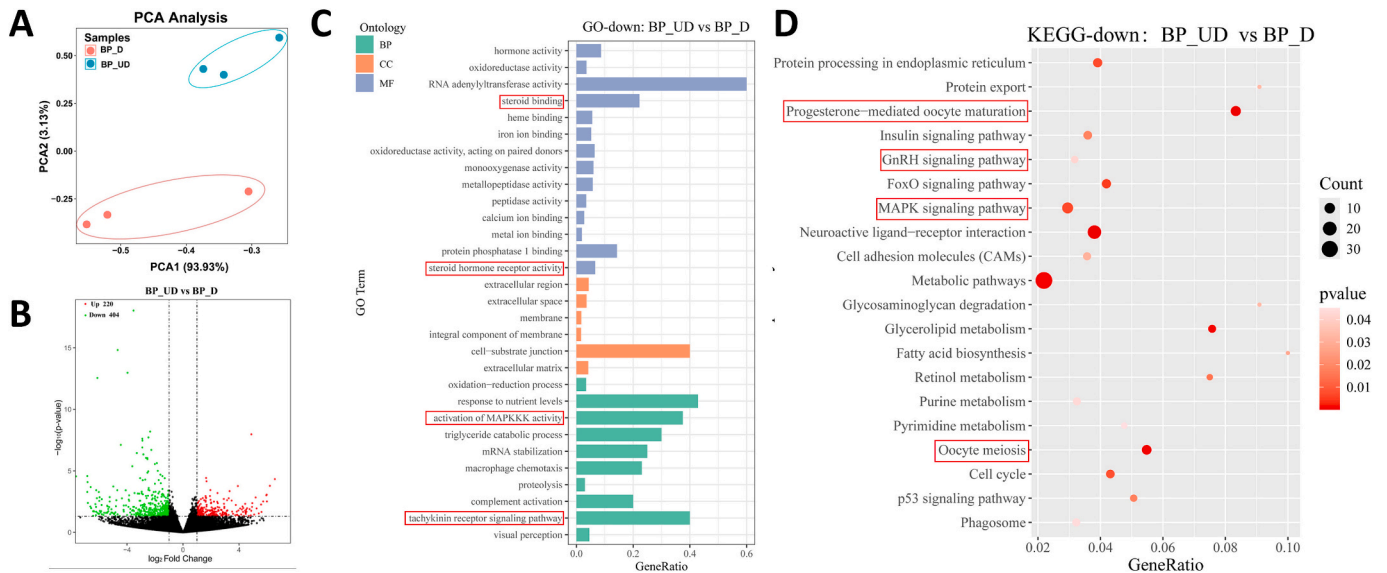 A
PCA Analysis
Samples
BP_D
BP_UD
PCA2 (3.13%)
0.50
0.25
0.00
−0.25
−0.5
−0.4
−0.3
PCA1 (93.93%)
B
BP_UD vs BP_D
Up 220
Down 404
−log₁₀(p-value)
15
10
5
0
−4
0
4
log₂ Fold Change
C
Ontology
BP
CC
MF
GO-down: BP_UD vs BP_D
GO Term
hormone activity
oxidoreductase activity
RNA adenylyltransferase activity
steroid binding
heme binding
iron ion binding
oxidoreductase activity, acting on paired donors
monooxygenase activity
metallopeptidase activity
peptidase activity
calcium ion binding
metal ion binding
protein phosphatase 1 binding
steroid hormone receptor activity
extracellular region
extracellular space
membrane
integral component of membrane
cell-substrate junction
extracellular matrix
oxidation-reduction process
response to nutrient levels
activation of MAPKKK activity
triglyceride catabolic process
mRNA stabilization
macrophage chemotaxis
proteolysis
complement activation
tachykinin receptor signaling pathway
visual perception
0.0
0.2
0.4
0.6
GeneRatio
D
KEGG-down: BP_UD vs BP_D
Protein processing in endoplasmic reticulum
Protein export
Progesterone−mediated oocyte maturation
Insulin signaling pathway
GnRH signaling pathway
FoxO signaling pathway
MAPK signaling pathway
Neuroactive ligand−receptor interaction
Cell adhesion molecules (CAMs)
Metabolic pathways
Glycosaminoglycan degradation
Glycerolipid metabolism
Fatty acid biosynthesis
Retinol metabolism
Purine metabolism
Pyrimidine metabolism
Oocyte meiosis
Cell cycle
p53 signaling pathway
Phagosome
0.02
0.04
0.06
0.08
0.10
GeneRatio
Count
10
20
30
pvalue
0.04
0.03
0.02
0.01